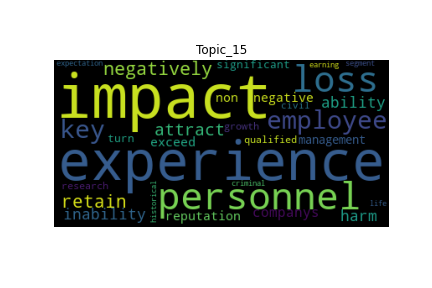 Topic_15
expectation significant earning segment
negatively loss
impact non negative civil ability
key attract employee
turn exceed growth qualified management
experience
research criminal life
retain historical personnel
inability reputation companys harm